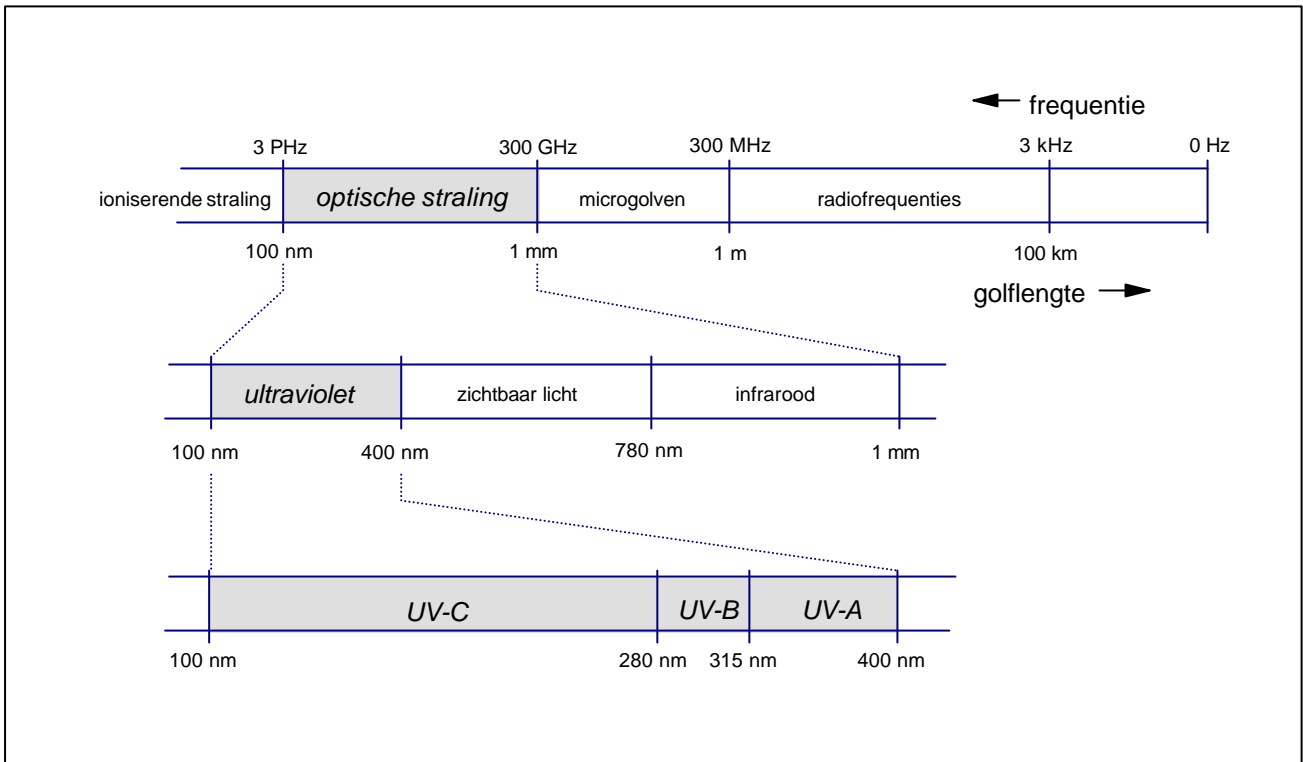 frequentie
3 PHz 300 GHz 300 MHz 3 kHz 0 Hz
ioniserende straling optische straling microgolven radiofrequenties
100 nm 1 mm 1 m 100 km
golflengte
ultraviolet zichtbaar licht infrarood
100 nm 400 nm 780 nm 1 mm
UV-C UV-B UV-A
100 nm 280 nm 315 nm 400 nm